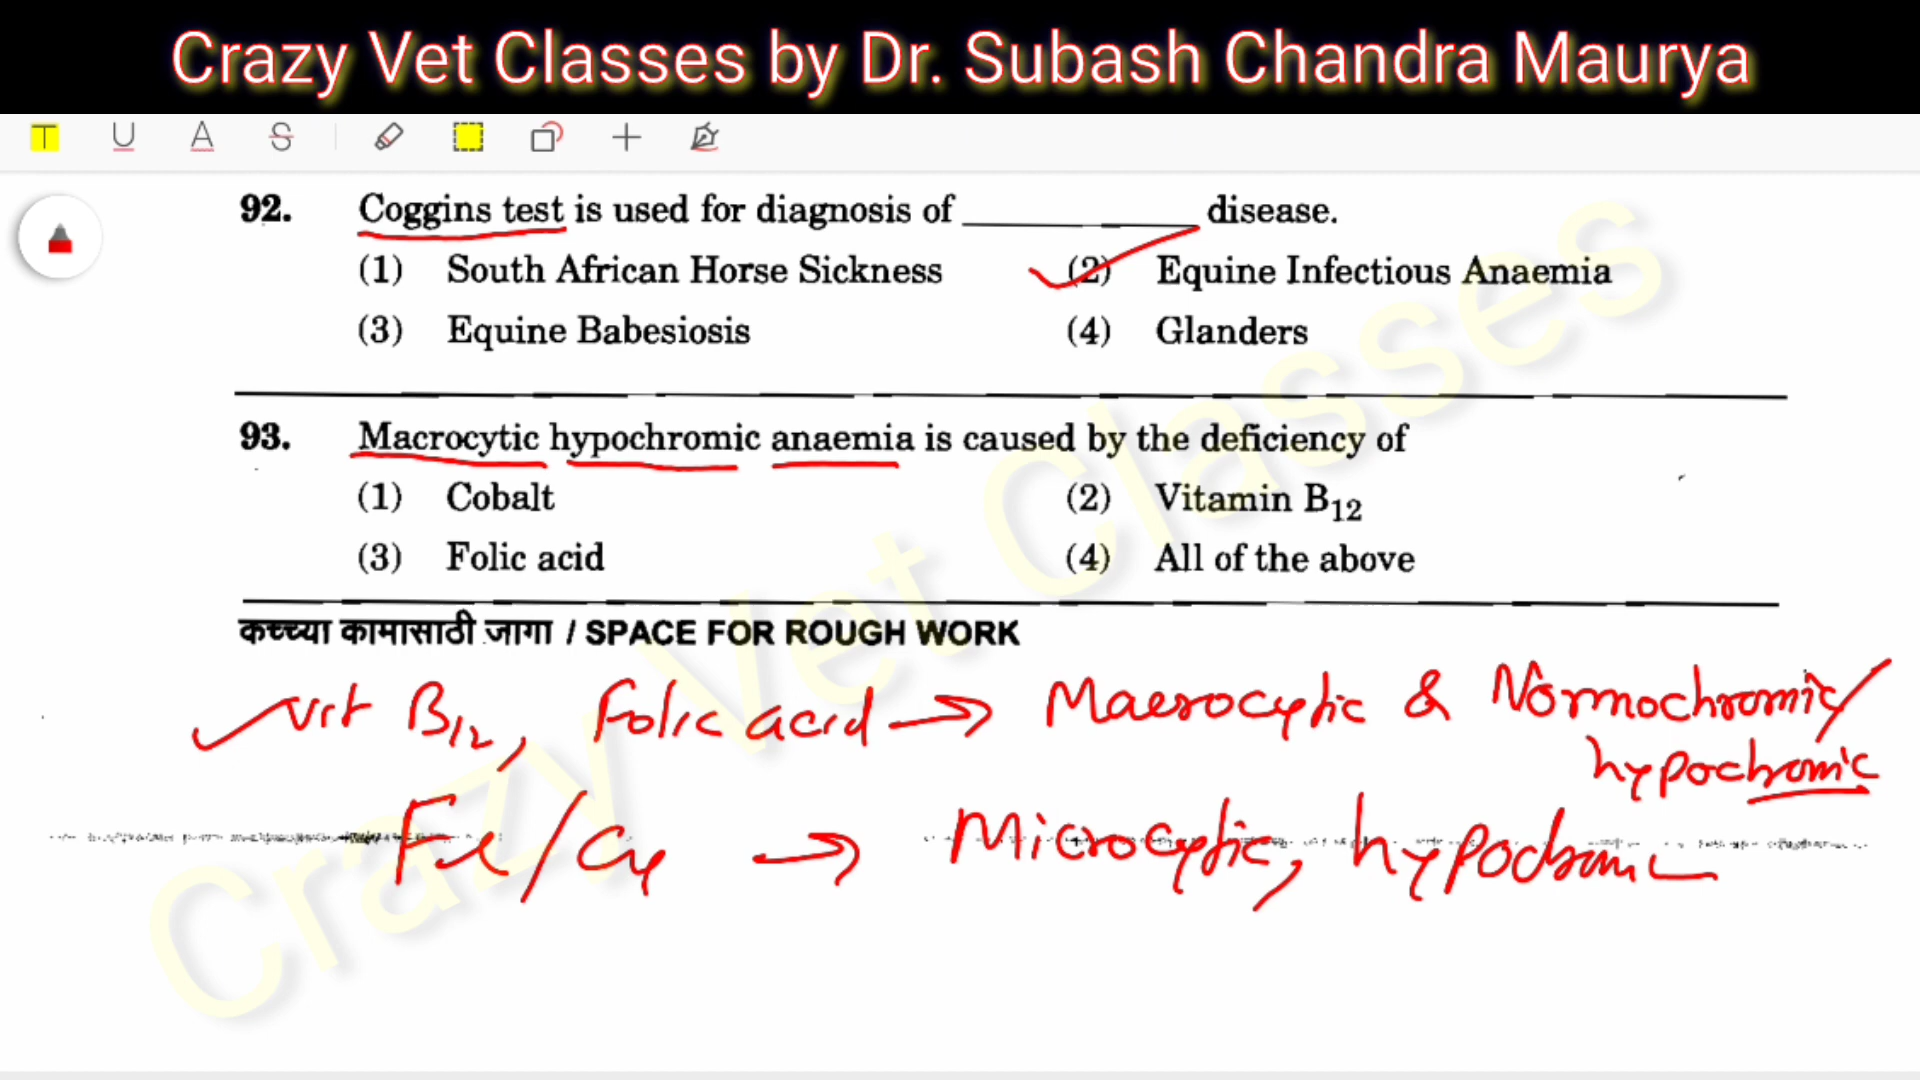 Crazy Vet Classes by Dr. Subash Chandra Maurya
T U A S
92. Coggins test is used for diagnosis of __________ disease.
(1) South African Horse Sickness (2) Equine Infectious Anaemia
(3) Equine Babesiosis (4) Glanders
93. Macrocytic hypochromic anaemia is caused by the deficiency of
(1) Cobalt (2) Vitamin B12
(3) Folic acid (4) All of the above
कच्च्या कामासाठी जागा / SPACE FOR ROUGH WORK
Vit B12, Folic acid → Macrocytic & Normochromic/
hypochromic
Fe/Cu → Microcytic, hypochromic
Crazy Vet Classes